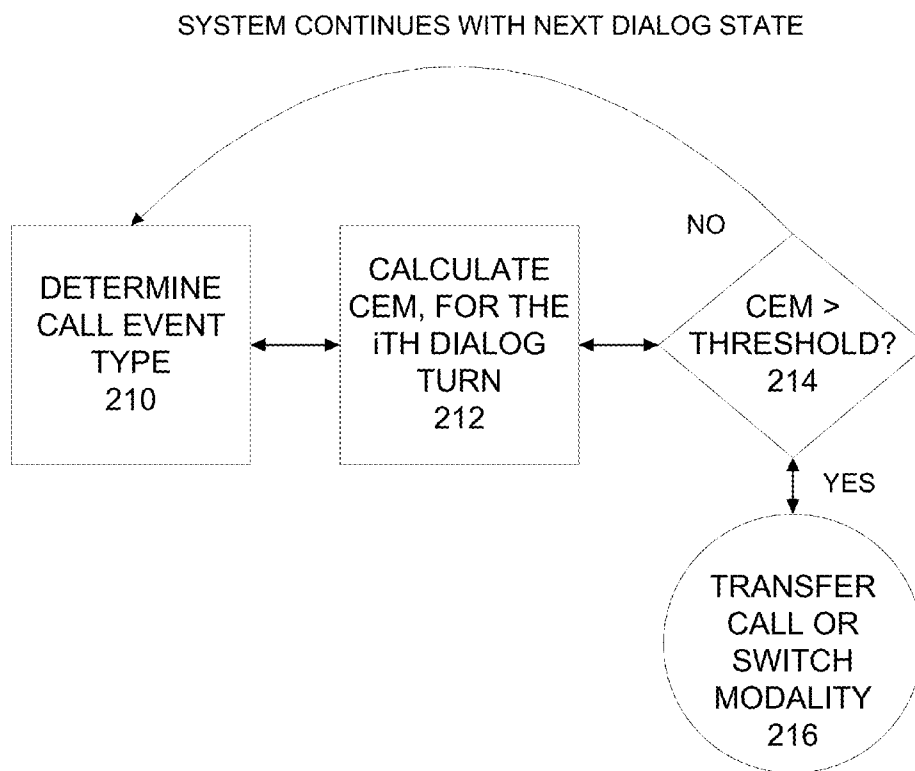 SYSTEM CONTINUES WITH NEXT DIALOG STATE
NO
DETERMINE
CALL EVENT
TYPE
210
CALCULATE
CEM, FOR THE
iTH DIALOG
TURN
212
CEM >
THRESHOLD?
214
YES
TRANSFER
CALL OR
SWITCH
MODALITY
216